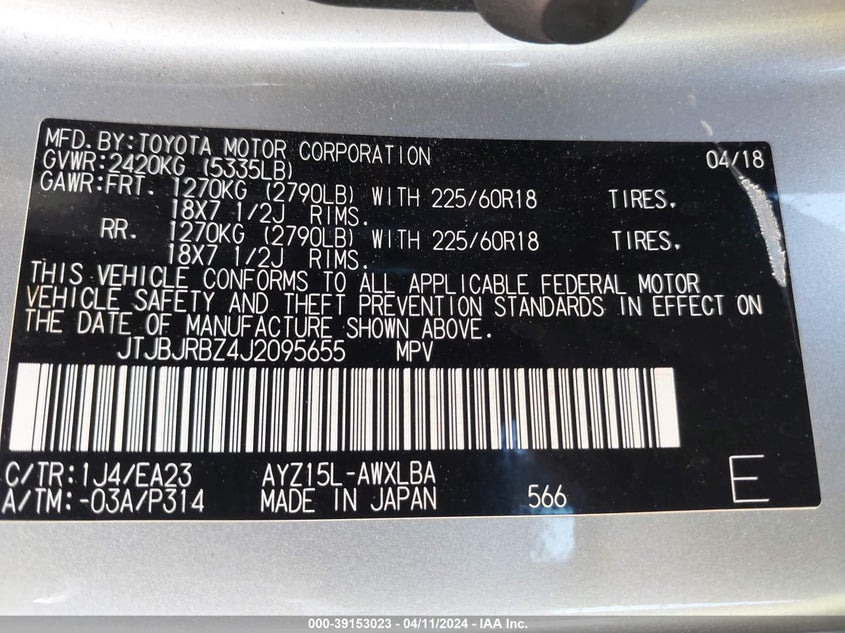 MFD.BY:TOYOTA MOTOR CORPORATION 04/18
GVWR:2420KG (5335LB)
GAWR:FRT. 1270KG (2790LB) WITH 225/60R18 TIRES.
18X7 1/2J RIMS.
RR. 1270KG (2790LB) WITH 225/60R18 TIRES.
18X7 1/2J RIMS.
THIS VEHICLE CONFORMS TO ALL APPLICABLE FEDERAL MOTOR
VEHICLE SAFETY AND THEFT PREVENTION STANDARDS IN EFFECT ON
THE DATE OF MANUFACTURE SHOWN ABOVE.
JTJBJRBZ4J2095655 MPV
C/TR:1J4/EA23 AYZ15L-AWXLBA
A/TM:-03A/P314 MADE IN JAPAN 566 E
000-39153023 - 04/11/2024 - IAA Inc.